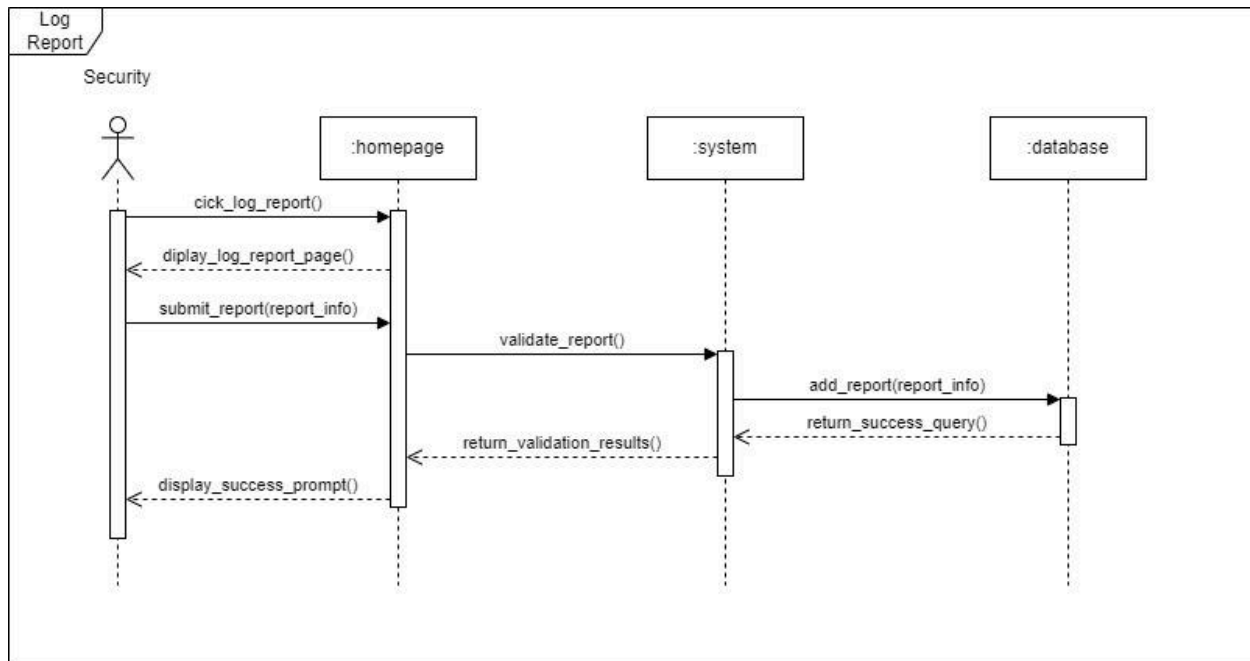 Log
Report
Security
:homepage
:system
:database
cick_log_report()
diplay_log_report_page()
submit_report(report_info)
validate_report()
add_report(report_info)
return_success_query()
return_validation_results()
display_success_prompt()